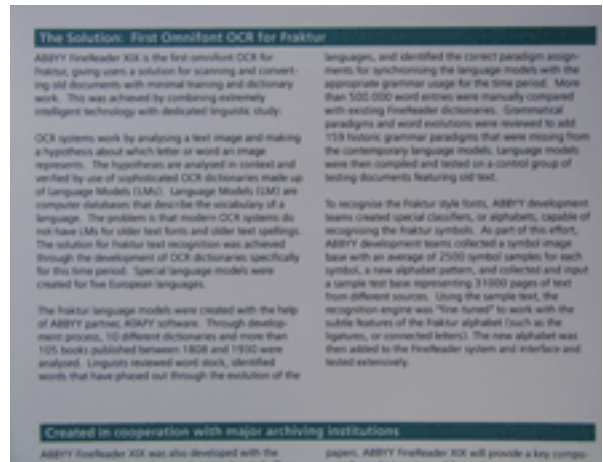 The Solution: First Omnifont OCR for Fraktur
ABBYY FineReader XIX is the first omnifont OCR for
Fraktur, giving users a solution for scanning and convert-
ing old documents with minimal training and dictionary
work. This was achieved by combining extremely
intelligent technology with dedicated linguistic study:
OCR systems work by analysing a text image and making
a hypothesis about which letter or word an image
represents. The hypotheses are analysed in context and
verified by use of sophisticated OCR dictionaries made up
of Language Models (LMs). Language Models (LM) are
computer databases that describe the vocabulary of a
language. The problem is that modern OCR systems do
not have LMs for older text fonts and older text spellings.
The solution for Fraktur text recognition was achieved
through the development of OCR dictionaries specifically
for this time period. Special language models were
created for five European languages.
The Fraktur language models were created with the help
of ABBYY partner, ATAPY software. Through develop-
ment process, 10 different dictionaries and more than
105 books published between 1808 and 1930 were
analysed. Linguists reviewed word stock, identified
words that have phased out through the evolution of the
languages, and identified the correct paradigm assign-
ments for synchronising the language models with the
appropriate grammar usage for the time period. More
than 500.000 word entries were manually compared
with existing FineReader dictionaries. Grammatical
paradigms and word evolutions were reviewed to add
159 historic grammar paradigms that were missing from
the contemporary language models. Language models
were then compiled and tested on a control group of
testing documents featuring old text.
To recognise the Fraktur style fonts, ABBYY development
teams created special classifiers, or alphabets, capable of
recognising the Fraktur symbols. As part of this effort,
ABBYY development teams collected a symbol image
base with an average of 2500 symbol samples for each
symbol, a new alphabet pattern, and collected and input
a sample test base representing 31000 pages of text
from different sources. Using the sample text, the
recognition engine was "fine-tuned" to work with the
subtle features of the Fraktur alphabet (such as the
ligatures, or connected letters). The new alphabet was
then added to the FineReader system and interface and
tested extensively.
Created in cooperation with major archiving institutions
ABBYY FineReader XIX was also developed with the
papers. ABBYY FineReader XIX will provide a key compo-